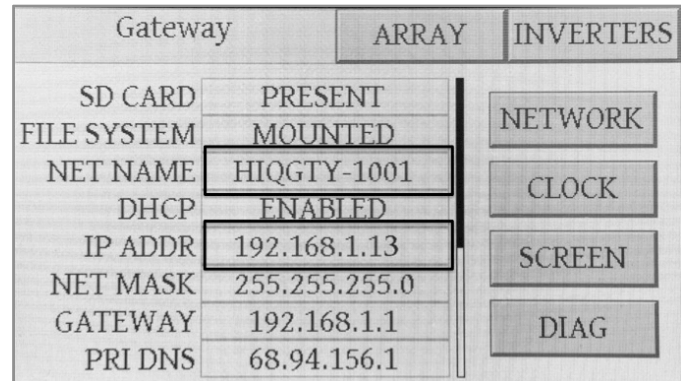 Gateway ARRAY INVERTERS
SD CARD PRESENT
FILE SYSTEM MOUNTED
NET NAME HIQGTY-1001
DHCP ENABLED
IP ADDR 192.168.1.13
NET MASK 255.255.255.0
GATEWAY 192.168.1.1
PRI DNS 68.94.156.1
NETWORK
CLOCK
SCREEN
DIAG